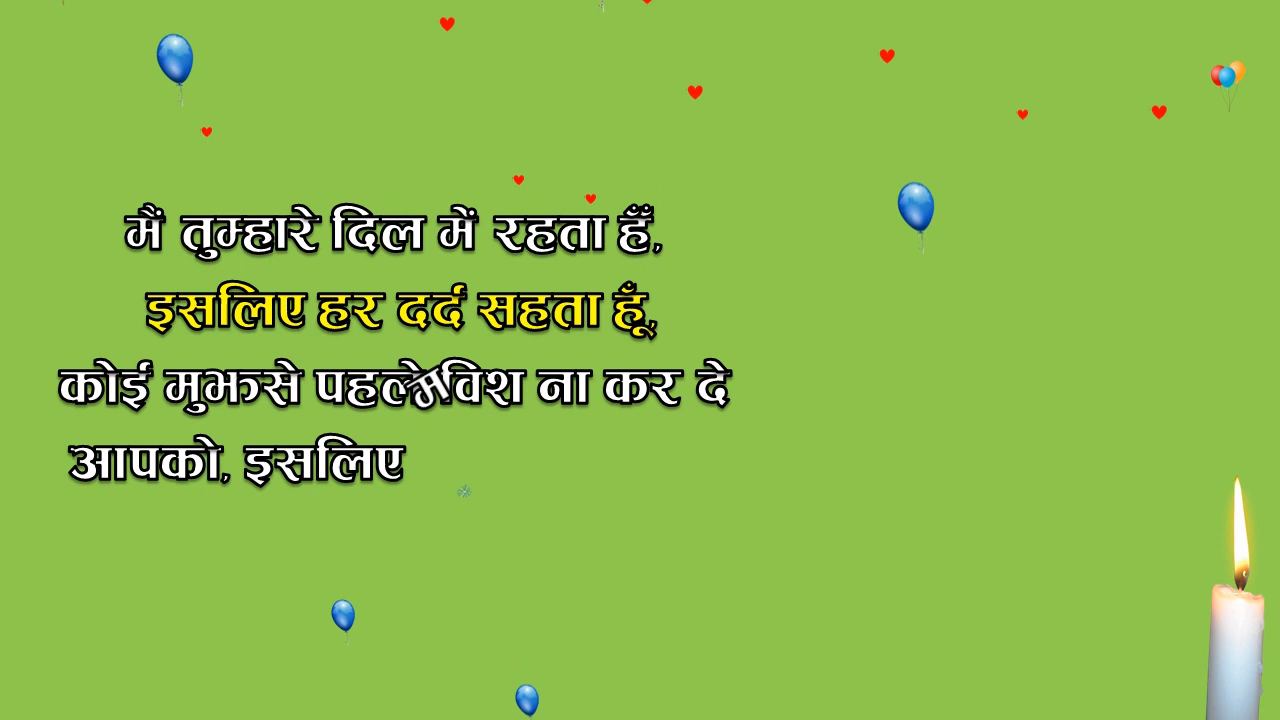 मैं तुम्हारे दिल में रहता हँँ,
इसलिए हर दर्द सहता हूँ,
कोई मुझसे पहले विश ना कर दे
आपको, इसलिए